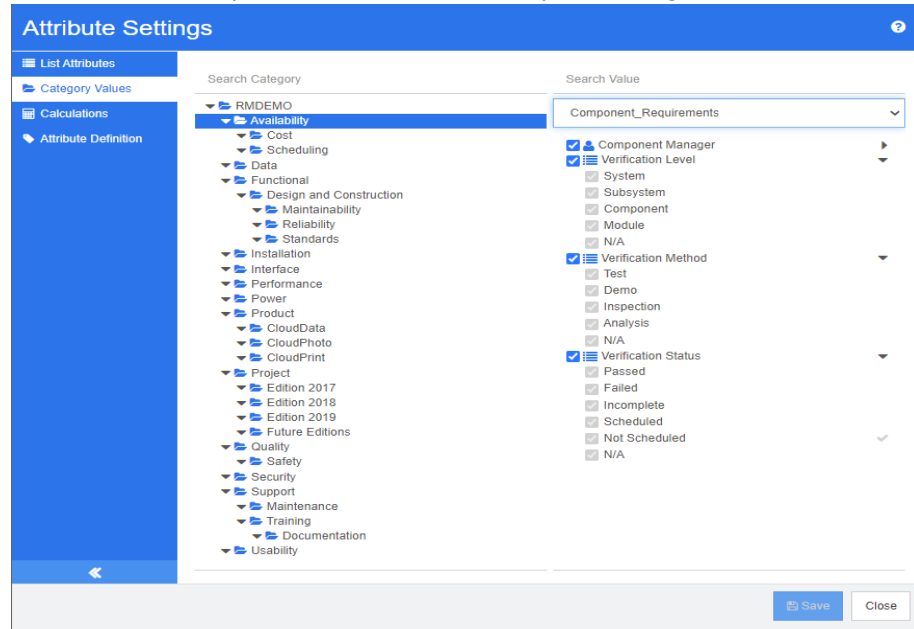 Attribute Settings
List Attributes
Category Values
Calculations
Attribute Definition
Search Category
RMDEMO
Availability
Cost
Scheduling
Data
Functional
Design and Construction
Maintainability
Reliability
Standards
Installation
Interface
Performance
Power
Product
CloudData
CloudPhoto
CloudPrint
Project
Edition 2017
Edition 2018
Edition 2019
Future Editions
Quality
Safety
Security
Support
Maintenance
Training
Documentation
Usability
Search Value
Component_Requirements
Component Manager
Verification Level
System
Subsystem
Component
Module
N/A
Verification Method
Test
Demo
Inspection
Analysis
N/A
Verification Status
Passed
Failed
Incomplete
Scheduled
Not Scheduled
N/A
Save
Close